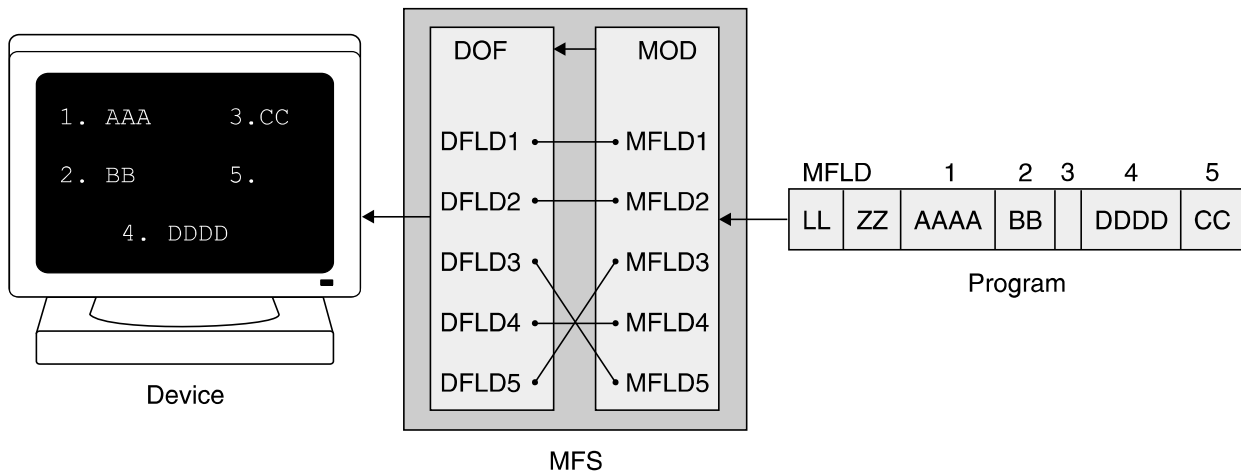 1. AAA 3.CC
2. BB 5.
4. DDDD
Device
DOF MOD
DFLD1 MFLD1
DFLD2 MFLD2
DFLD3 MFLD3
DFLD4 MFLD4
DFLD5 MFLD5
MFS
MFLD 1 2 3 4 5
LL ZZ AAAA BB DDDD CC
Program